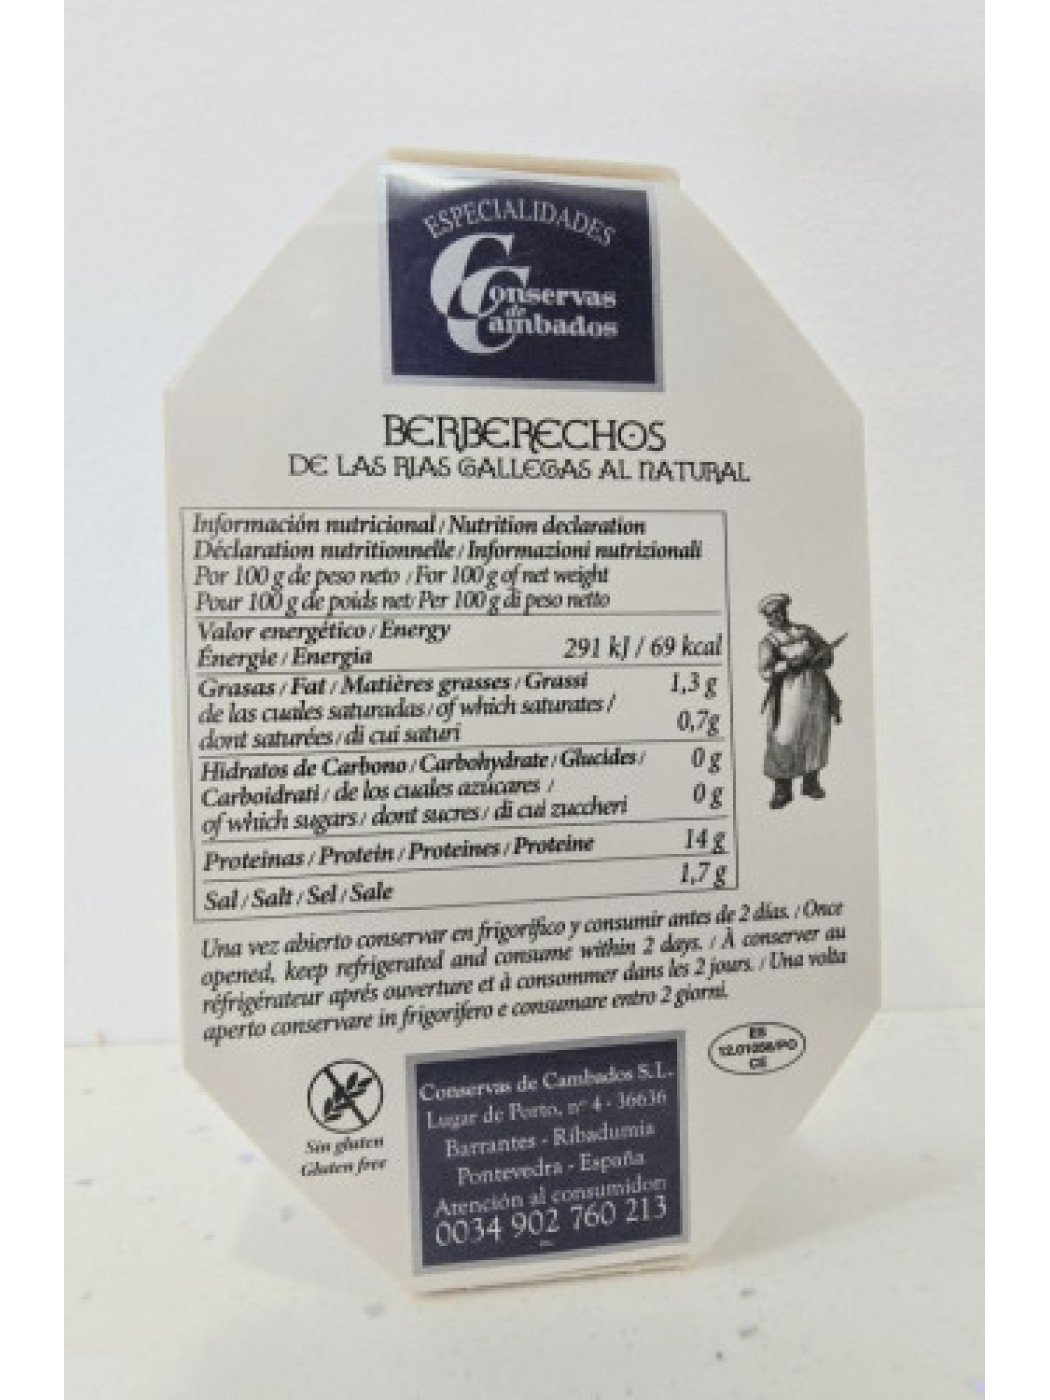 ESPECIALIDADES
Conservas
de
Cambados
BERBERECHOS
DE LAS RIAS GALLEGAS AL NATURAL
Información nutricional / Nutrition declaration
Déclaration nutritionnelle / Informazioni nutrizionali
Por 100 g de peso neto / For 100 g of net weight
Pour 100 g de poids net/ Per 100 g di peso netto
Valor energético / Energy
Énergie / Energia 291 kJ / 69 kcal
Grasas / Fat / Matières grasses / Grassi 1,3 g
de las cuales saturadas / of which saturates /
dont saturées / di cui saturi 0,7g
Hidratos de Carbono / Carbohydrate / Glucides / 0 g
Carboidrati / de los cuales azúcares / 0 g
of which sugars / dont sucres / di cui zuccheri
Proteínas / Protein / Proteínes / Proteine 14 g
Sal / Salt / Sel / Sale 1,7 g
Una vez abierto conservar en frigorífico y consumir antes de 2 días. / Once
opened, keep refrigerated and consume within 2 days. / À conserver au
réfrigérateur aprés ouverture et à consommer dans les 2 jours. / Una volta
aperto conservare in frigorifero e consumare entro 2 giorni.
ES
12.01056/PO
CE
Sin gluten
Gluten free
Conservas de Cambados S.L.
Lugar de Porto, nº 4 - 36636
Barrantes - Ribadumia
Pontevedra - España
Atención al consumidor:
0034 902 760 213